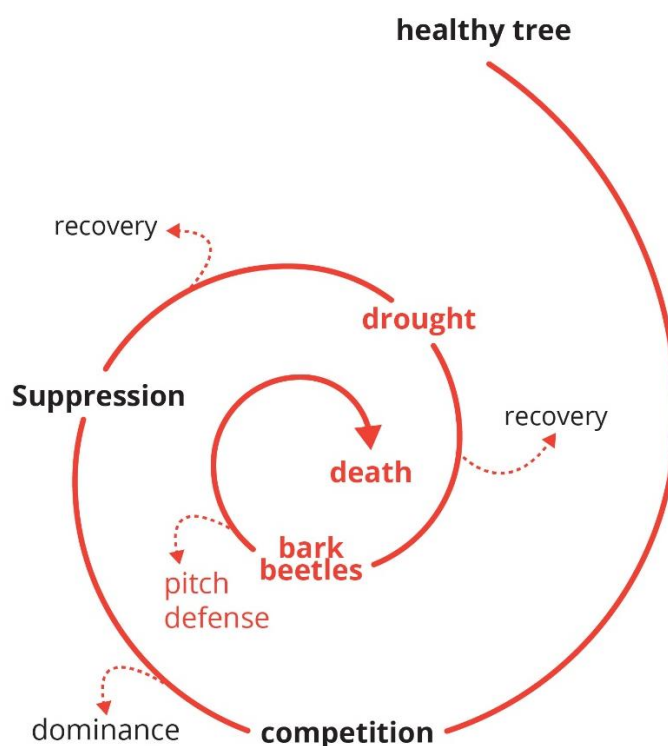 healthy tree
recovery
drought
Suppression
recovery
death
bark
beetles
pitch
defense
dominance
competition